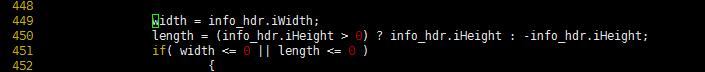 448
449 width = info_hdr.iWidth;
450 length = (info_hdr.iHeight > 0) ? info_hdr.iHeight : -info_hdr.iHeight;
451 if( width <= 0 || length <= 0 )
452 {